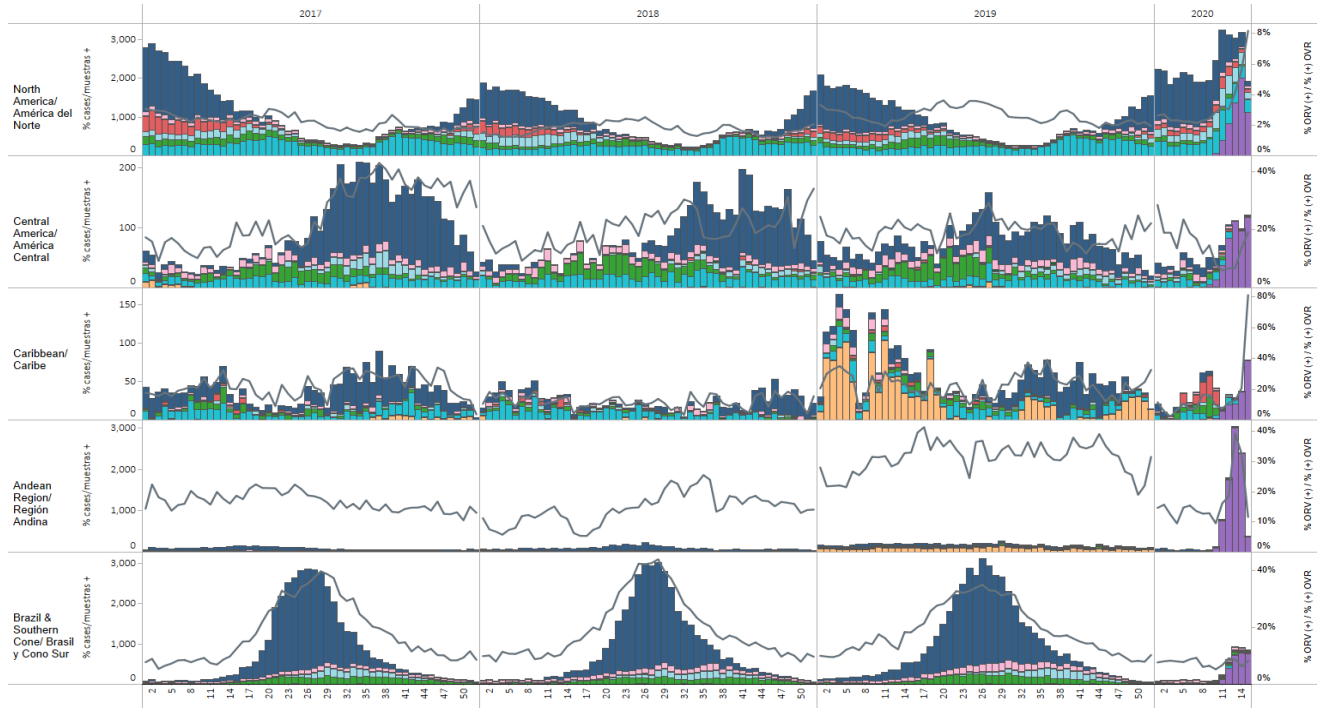 2017 2018 2019 2020
North
America/
América del
Norte
% cases/muestras +
3,000
2,000
1,000
0
8%
6%
4%
2%
0%
% ORV (+) / % (+) OVR
Central
America/
América
Central
% cases/muestras +
200
100
0
40%
20%
0%
% ORV (+) / % (+) OVR
Caribbean/
Caribe
% cases/muestras +
150
100
50
0
80%
60%
40%
20%
0%
% ORV (+) / % (+) OVR
Andean
Region/
Región
Andina
% cases/muestras +
3,000
2,000
1,000
0
40%
30%
20%
10%
0%
% ORV (+) / % (+) OVR
Brazil &
Southern
Cone/ Brasil
y Cono Sur
% cases/muestras +
3,000
2,000
1,000
0
40%
20%
0%
% ORV (+) / % (+) OVR
2 5 8 11 14 17 20 23 26 29 32 35 38 41 44 47 50 2 5 8 11 14 17 20 23 26 29 32 35 38 41 44 47 50 2 5 8 11 14 17 20 23 26 29 32 35 38 41 44 47 50 2 5 8 11 14